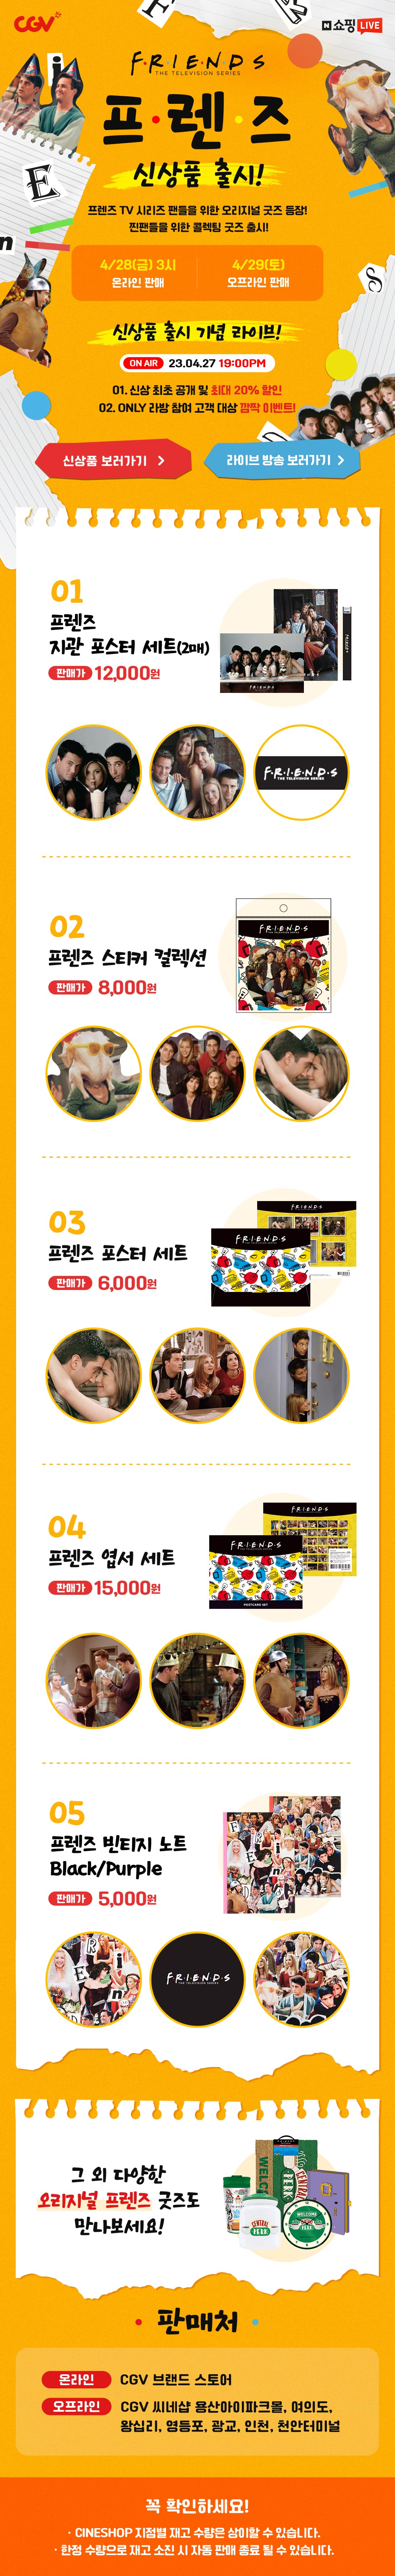 CGV
N쇼핑 LIVE
F·R·I·E·N·D·S
THE TELEVISION SERIES
프·렌·즈
신상품 출시!
프렌즈 TV 시리즈 팬들을 위한 오리지널 굿즈 등장!
찐팬들을 위한 콜렉팅 굿즈 출시!
4/28(금) 3시
온라인 판매
4/29(토)
오프라인 판매
신상품 출시 기념 라이브!
ON AIR 23.04.27 19:00PM
01. 신상 최초 공개 및 최대 20% 할인
02. ONLY 라방 참여 고객 대상 깜짝 이벤트!
신상품 보러가기 >
라이브 방송 보러가기 >
01
프렌즈
지관 포스터 세트(2매)
판매가 12,000원
F·R·I·E·N·D·S
F·R·I·E·N·D·S
THE TELEVISION SERIES
02
프렌즈 스티커 컬렉션
판매가 8,000원
F·R·I·E·N·D·S
03
프렌즈 포스터 세트
판매가 6,000원
F·R·I·E·N·D·S
F·R·I·E·N·D·S
04
프렌즈 엽서 세트
판매가 15,000원
F·R·I·E·N·D·S
F·R·I·E·N·D·S
POSTCARD SET
05
프렌즈 빈티지 노트
Black/Purple
판매가 5,000원
F·R·I·E·N·D·S
THE TELEVISION SERIES
그 외 다양한
오리지널 프렌즈 굿즈도
만나보세요!
CENTRAL
PERK
WELCOME
CENTRAL
PERK
판매처
온라인 CGV 브랜드 스토어
오프라인 CGV 씨네샵 용산아이파크몰, 여의도,
왕십리, 영등포, 광교, 인천, 천안터미널
꼭 확인하세요!
· CINESHOP 지점별 재고 수량은 상이할 수 있습니다.
· 한정 수량으로 재고 소진 시 자동 판매 종료 될 수 있습니다.